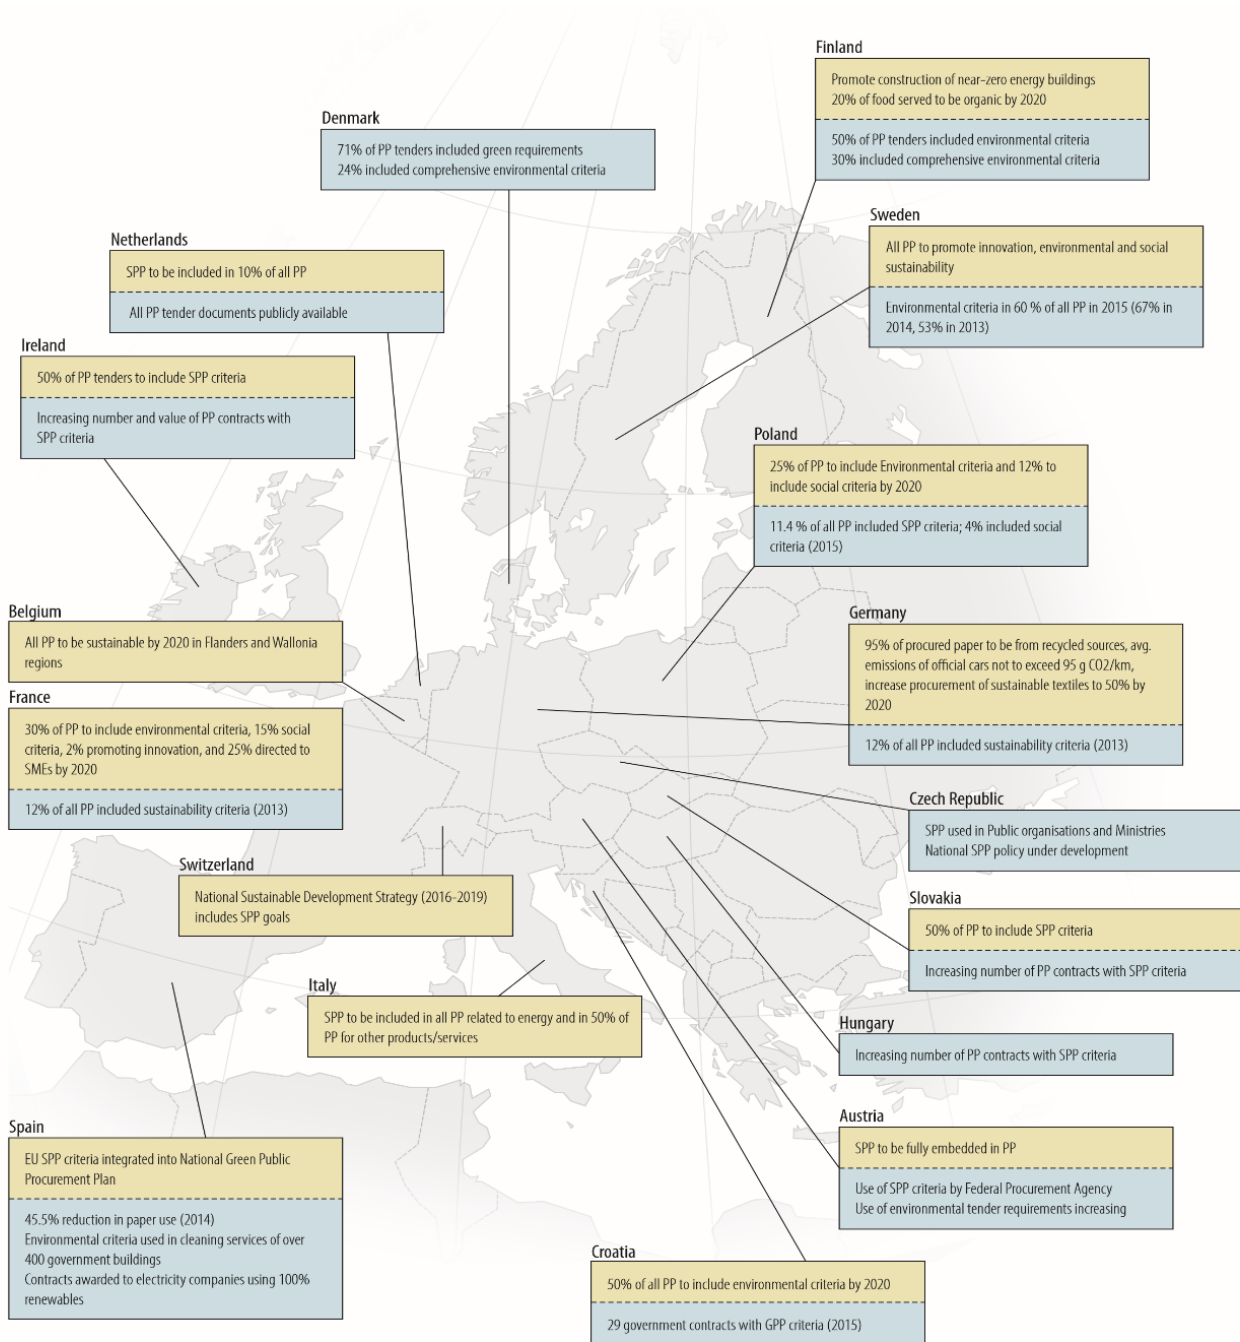 Finland
Promote construction of near-zero energy buildings
20% of food served to be organic by 2020
50% of PP tenders included environmental criteria
30% included comprehensive environmental criteria
Denmark
71% of PP tenders included green requirements
24% included comprehensive environmental criteria
Sweden
All PP to promote innovation, environmental and social
sustainability
Environmental criteria in 60 % of all PP in 2015 (67% in
2014, 53% in 2013)
Netherlands
SPP to be included in 10% of all PP
All PP tender documents publicly available
Ireland
50% of PP tenders to include SPP criteria
Increasing number and value of PP contracts with
SPP criteria
Poland
25% of PP to include Environmental criteria and 12% to
include social criteria by 2020
11.4 % of all PP included SPP criteria; 4% included social
criteria (2015)
Belgium
All PP to be sustainable by 2020 in Flanders and Wallonia
regions
Germany
95% of procured paper to be from recycled sources, avg.
emissions of official cars not to exceed 95 g CO2/km,
increase procurement of sustainable textiles to 50% by
2020
12% of all PP included sustainability criteria (2013)
France
30% of PP to include environmental criteria, 15% social
criteria, 2% promoting innovation, and 25% directed to
SMEs by 2020
12% of all PP included sustainability criteria (2013)
Czech Republic
SPP used in Public organisations and Ministries
National SPP policy under development
Switzerland
National Sustainable Development Strategy (2016-2019)
includes SPP goals
Slovakia
50% of PP to include SPP criteria
Increasing number of PP contracts with SPP criteria
Italy
SPP to be included in all PP related to energy and in 50% of
PP for other products/services
Hungary
Increasing number of PP contracts with SPP criteria
Spain
EU SPP criteria integrated into National Green Public
Procurement Plan
45.5% reduction in paper use (2014)
Environmental criteria used in cleaning services of over
400 government buildings
Contracts awarded to electricity companies using 100%
renewables
Austria
SPP to be fully embedded in PP
Use of SPP criteria by Federal Procurement Agency
Use of environmental tender requirements increasing
Croatia
50% of all PP to include environmental criteria by 2020
29 government contracts with GPP criteria (2015)